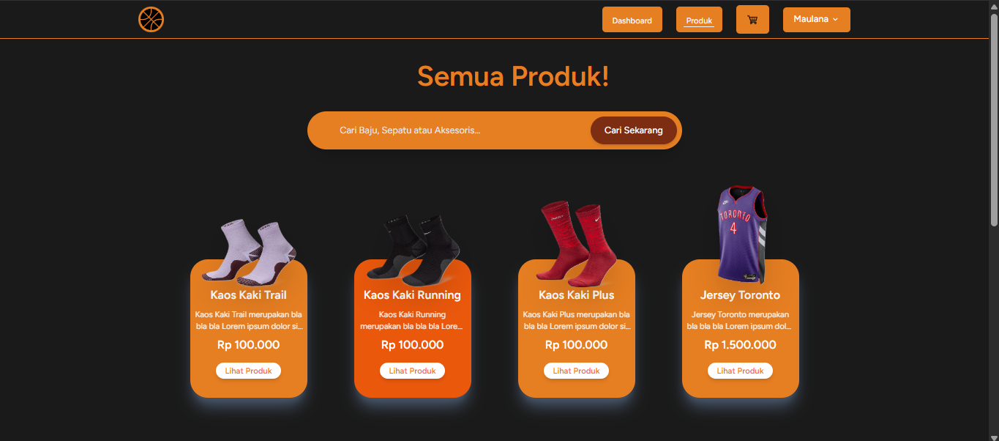 Dashboard
Produk
Maulana
Semua Produk!
Cari Baju, Sepatu atau Aksesoris...
Cari Sekarang
TORONTO
4
Kaos Kaki Trail
Kaos Kaki Trail merupakan bla
bla bla Lorem ipsum dolor si...
Rp 100.000
Lihat Produk
Kaos Kaki Running
Kaos Kaki Running
merupakan bla bla bla Lore...
Rp 100.000
Lihat Produk
Kaos Kaki Plus
Kaos Kaki Plus merupakan bla
bla bla Lorem ipsum dolor si...
Rp 100.000
Lihat Produk
Jersey Toronto
Jersey Toronto merupakan
bla bla bla Lorem ipsum dol...
Rp 1.500.000
Lihat Produk